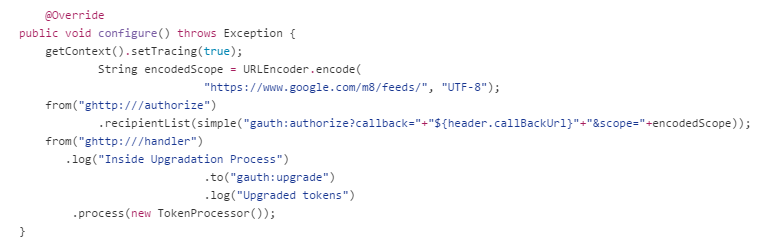 @Override
public void configure() throws Exception {
getContext().setTracing(true);
String encodedScope = URLEncoder.encode(
"https://www.google.com/m8/feeds/", "UTF-8");
from("ghttp:///authorize")
.recipientList(simple("gauth:authorize?callback="+"${header.callBackUrl}"+"&scope="+encodedScope));
from("ghttp:///handler")
.log("Inside Upgradation Process")
.to("gauth:upgrade")
.log("Upgraded tokens")
.process(new TokenProcessor());
}